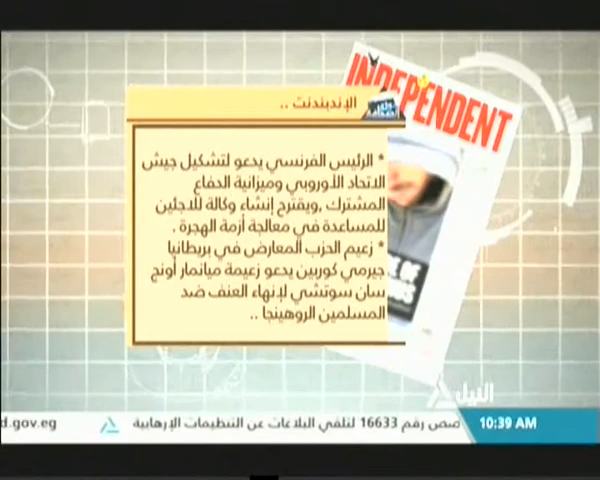 INDEPENDENT
الإندبندنت ..
* الرئيس الفرنسي يدعو لتشكيل جيش
الاتحاد الأوروبي وميزانية الدفاع
المشترك ,ويقترح إنشاء وكالة للاجئين
للمساعدة في معالجة أزمة الهجرة .
* زعيم الحزب المعارض في بريطانيا
جيرمي كوربين يدعو زعيمة ميانمار أونج
سان سوتشي لإنهاء العنف ضد
المسلمين الروهينجا ..
النيل
10:39 AM
صص رقم 16633 لتلقي البلاغات عن التنظيمات الإرهابية
d.gov.eg